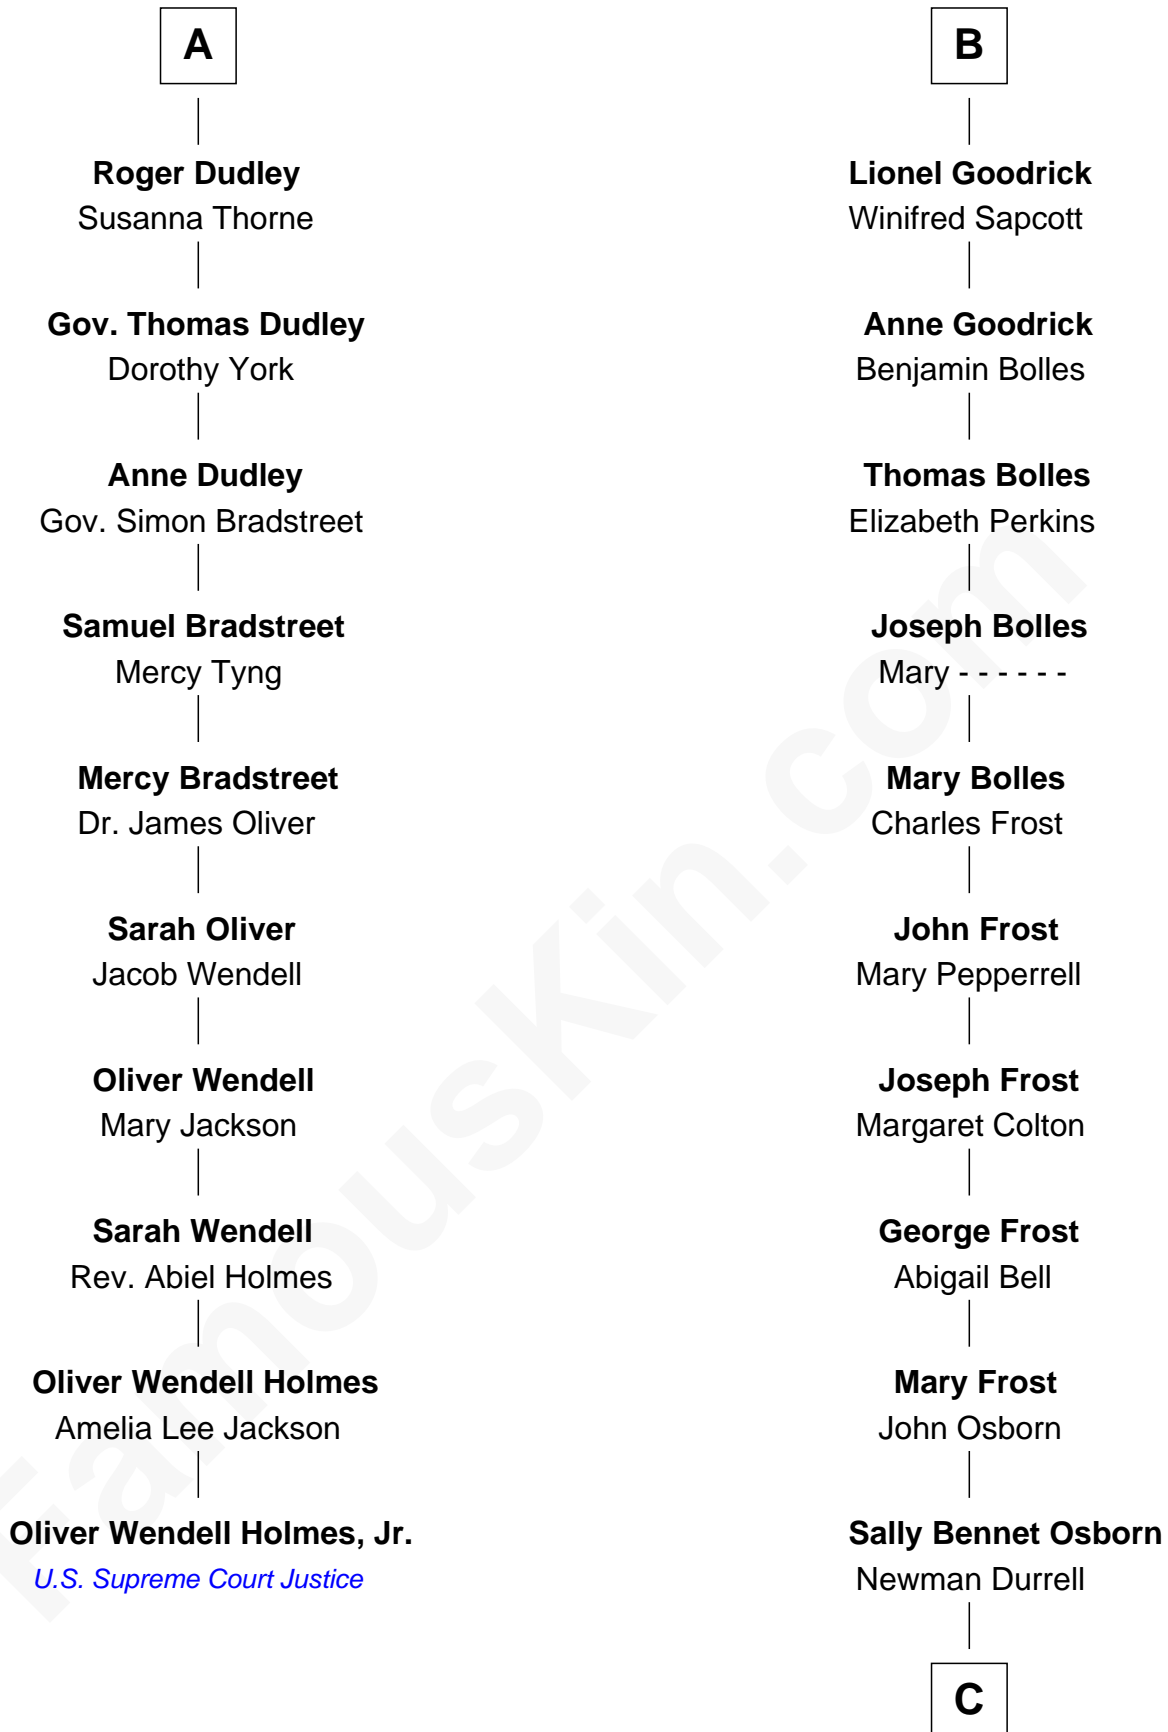 A
Roger Dudley
Susanna Thorne
Gov. Thomas Dudley
Dorothy York
Anne Dudley
Gov. Simon Bradstreet
Samuel Bradstreet
Mercy Tyng
Mercy Bradstreet
Dr. James Oliver
Sarah Oliver
Jacob Wendell
Oliver Wendell
Mary Jackson
Sarah Wendell
Rev. Abiel Holmes
Oliver Wendell Holmes
Amelia Lee Jackson
Oliver Wendell Holmes, Jr.
U.S. Supreme Court Justice
B
Lionel Goodrick
Winifred Sapcott
Anne Goodrick
Benjamin Bolles
Thomas Bolles
Elizabeth Perkins
Joseph Bolles
Mary - - - - - -
Mary Bolles
Charles Frost
John Frost
Mary Pepperrell
Joseph Frost
Margaret Colton
George Frost
Abigail Bell
Mary Frost
John Osborn
Sally Bennet Osborn
Newman Durrell
C
FamousKin.com